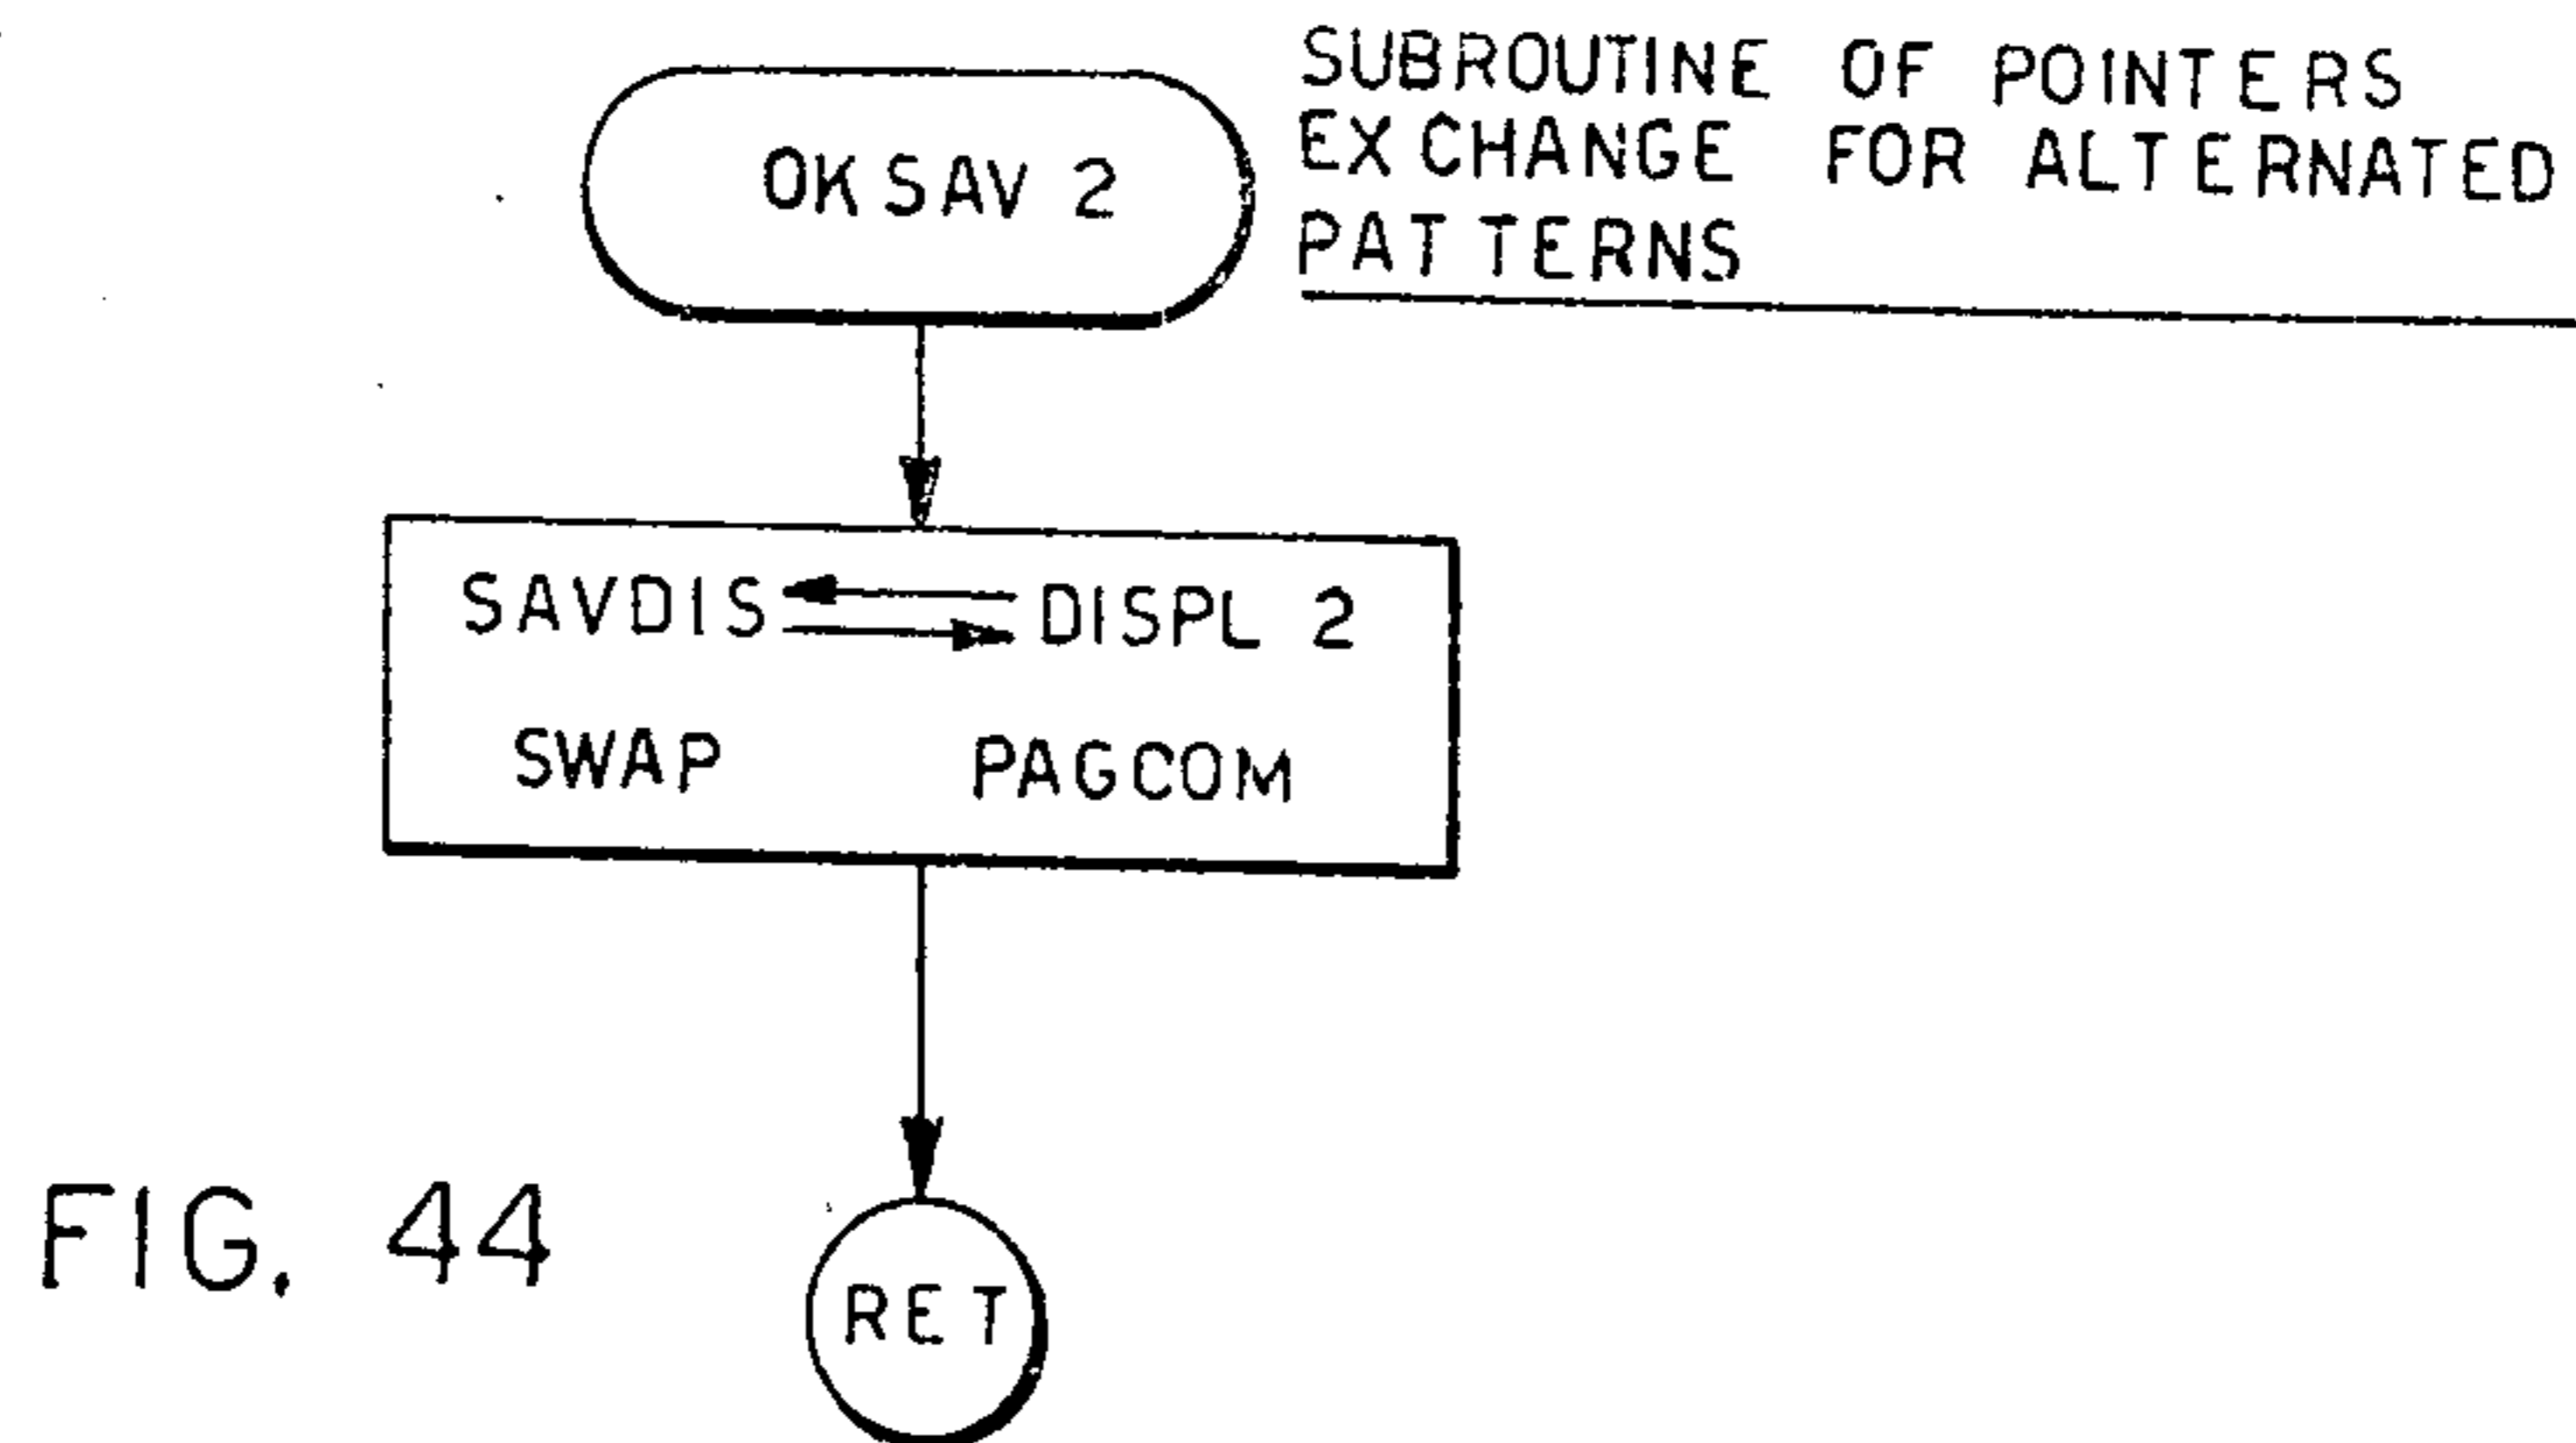 OKSAV 2
SUBROUTINE OF POINTERS
EXCHANGE FOR ALTERNATED
PATTERNS
SAVDIS DISPL 2
SWAP PAGCOM
RET
FIG. 44